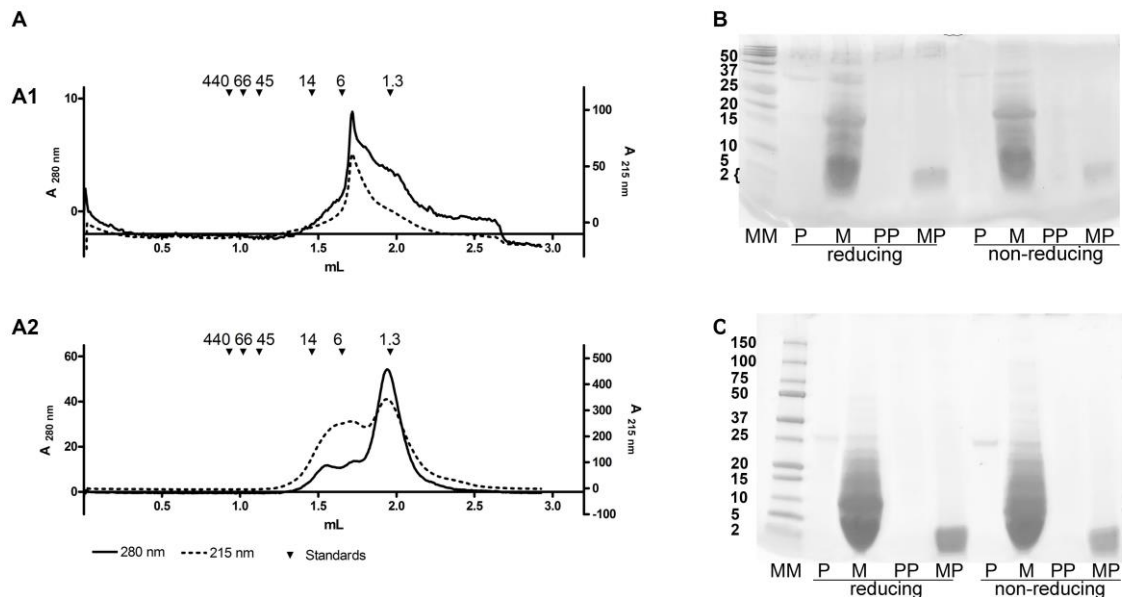 A
A1
440 66 45 14 6 1.3
10
0
A 280 nm
100
50
0
A 215 nm
0.5 1.0 1.5 2.0 2.5 3.0
mL
A2
440 66 45 14 6 1.3
60
40
20
0
A 280 nm
500
400
300
200
100
0
-100
A 215 nm
0.5 1.0 1.5 2.0 2.5 3.0
mL
280 nm 215 nm Standards
B
50
37
25
20
15
10
5
2 {
MM P M PP MP P M PP MP
reducing non-reducing
C
150
100
75
50
37
25
20
15
10
5
2
MM P M PP MP P M PP MP
reducing non-reducing